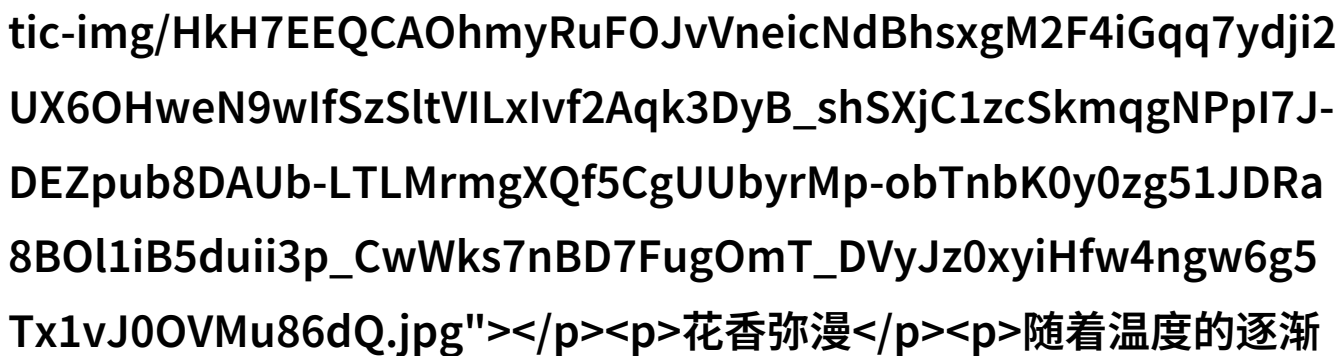 tic-img/HkH7EEQCAOhmyRuFOJvVneicNdBhsxgM2F4iGqq7ydji2
UX6OHweN9wIfSzSltVILxIvf2Aqk3DyB_shSXjC1zcSkmqgNPpI7J-
DEZpub8DAUb-LTLMrmgXQf5CgUUbyrMp-obTnbK0y0zg51JDRa
8BOl1iB5duii3p_CwWks7nBD7FugOmT_DVyJz0xyiHfw4ngw6g5
Tx1vJ0OVMu86dQ.jpg"></p><p>花香弥漫</p><p>随着温度的逐渐